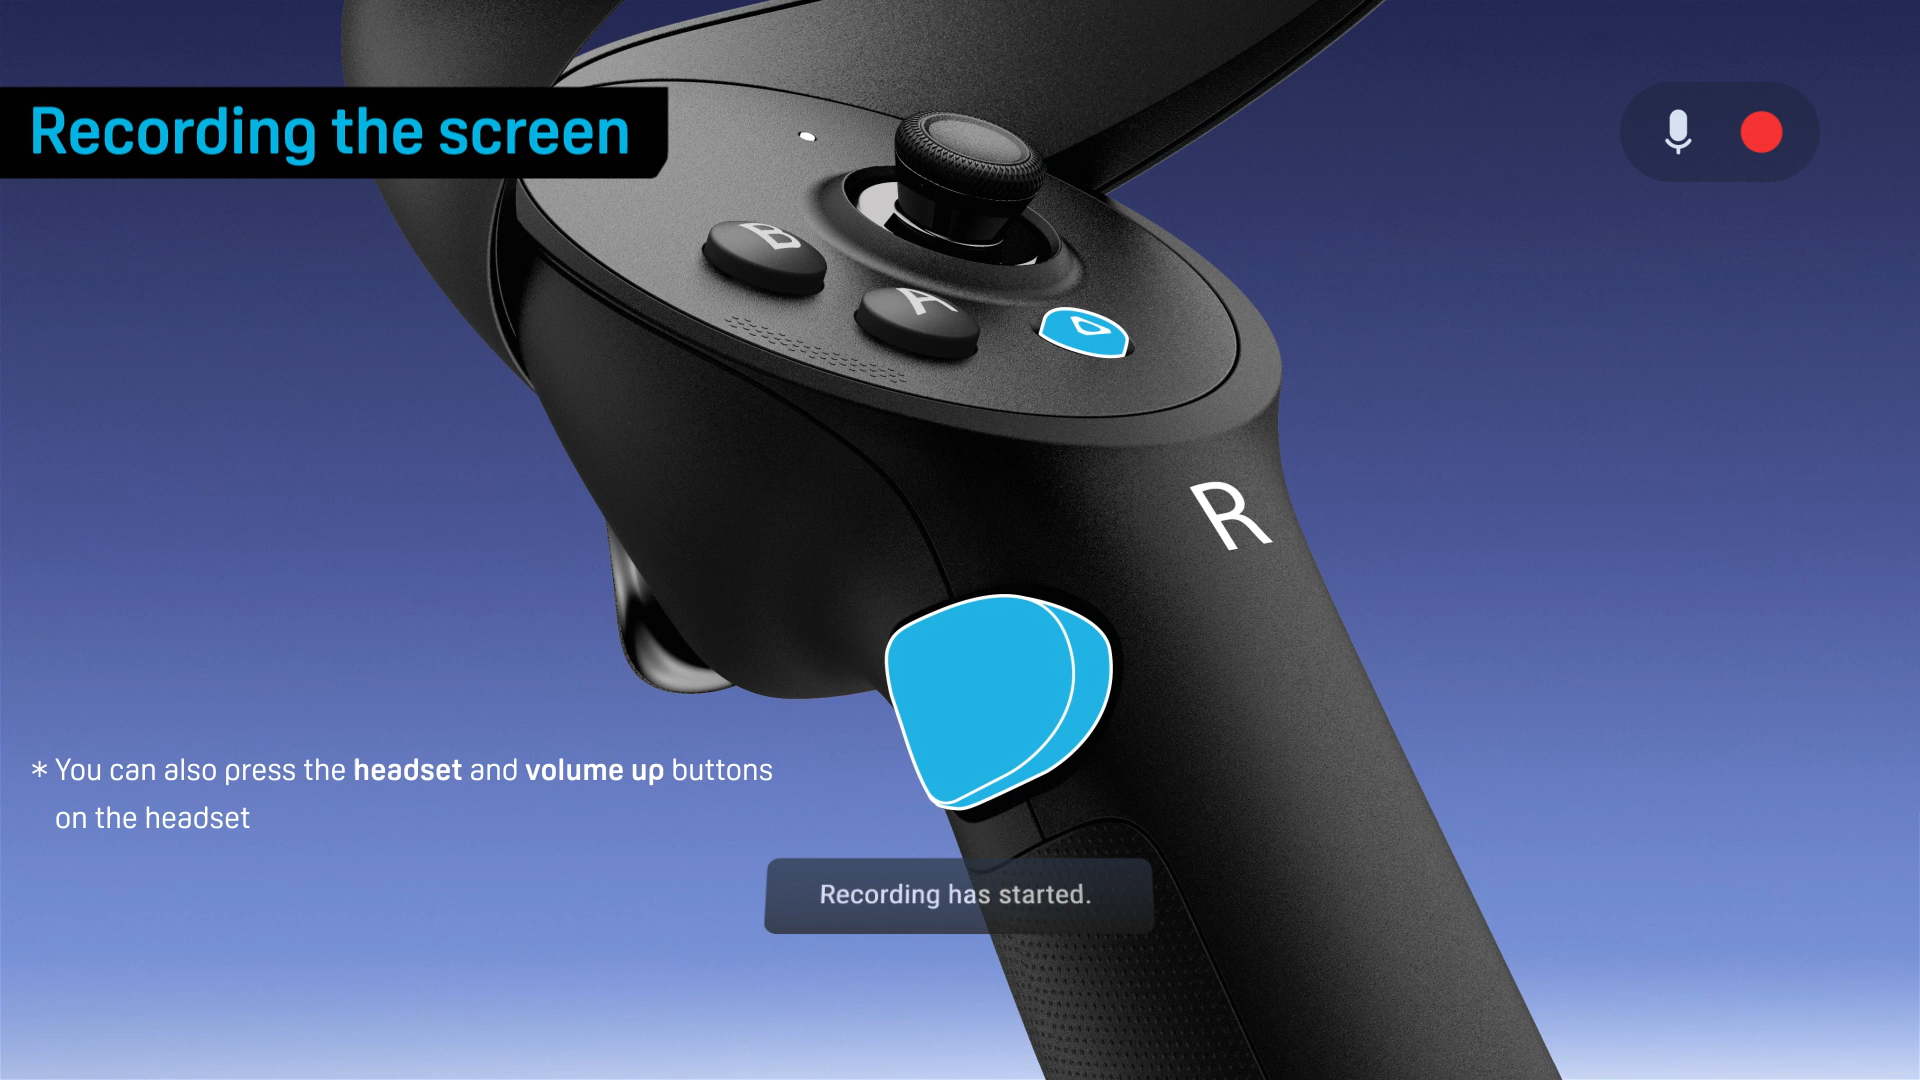 Recording the screen
B
A
R
* You can also press the headset and volume up buttons
on the headset
Recording has started.